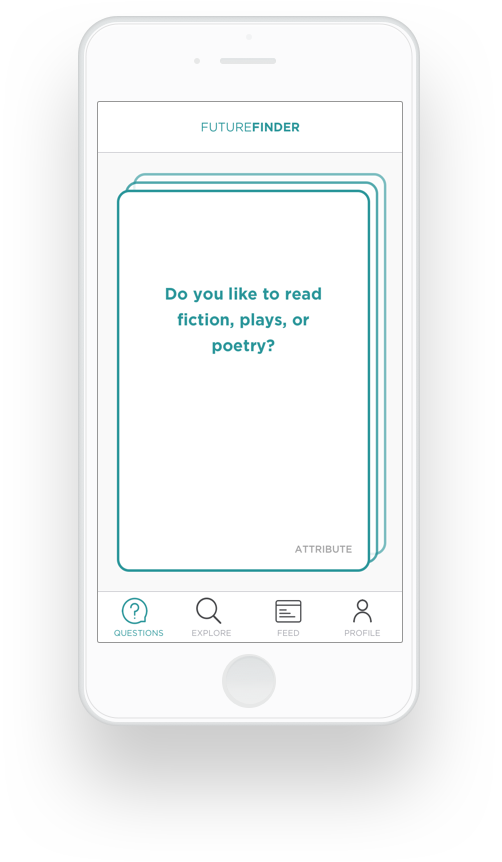 FUTUREFINDER
Do you like to read
fiction, plays, or
poetry?
ATTRIBUTE
QUESTIONS EXPLORE FEED PROFILE